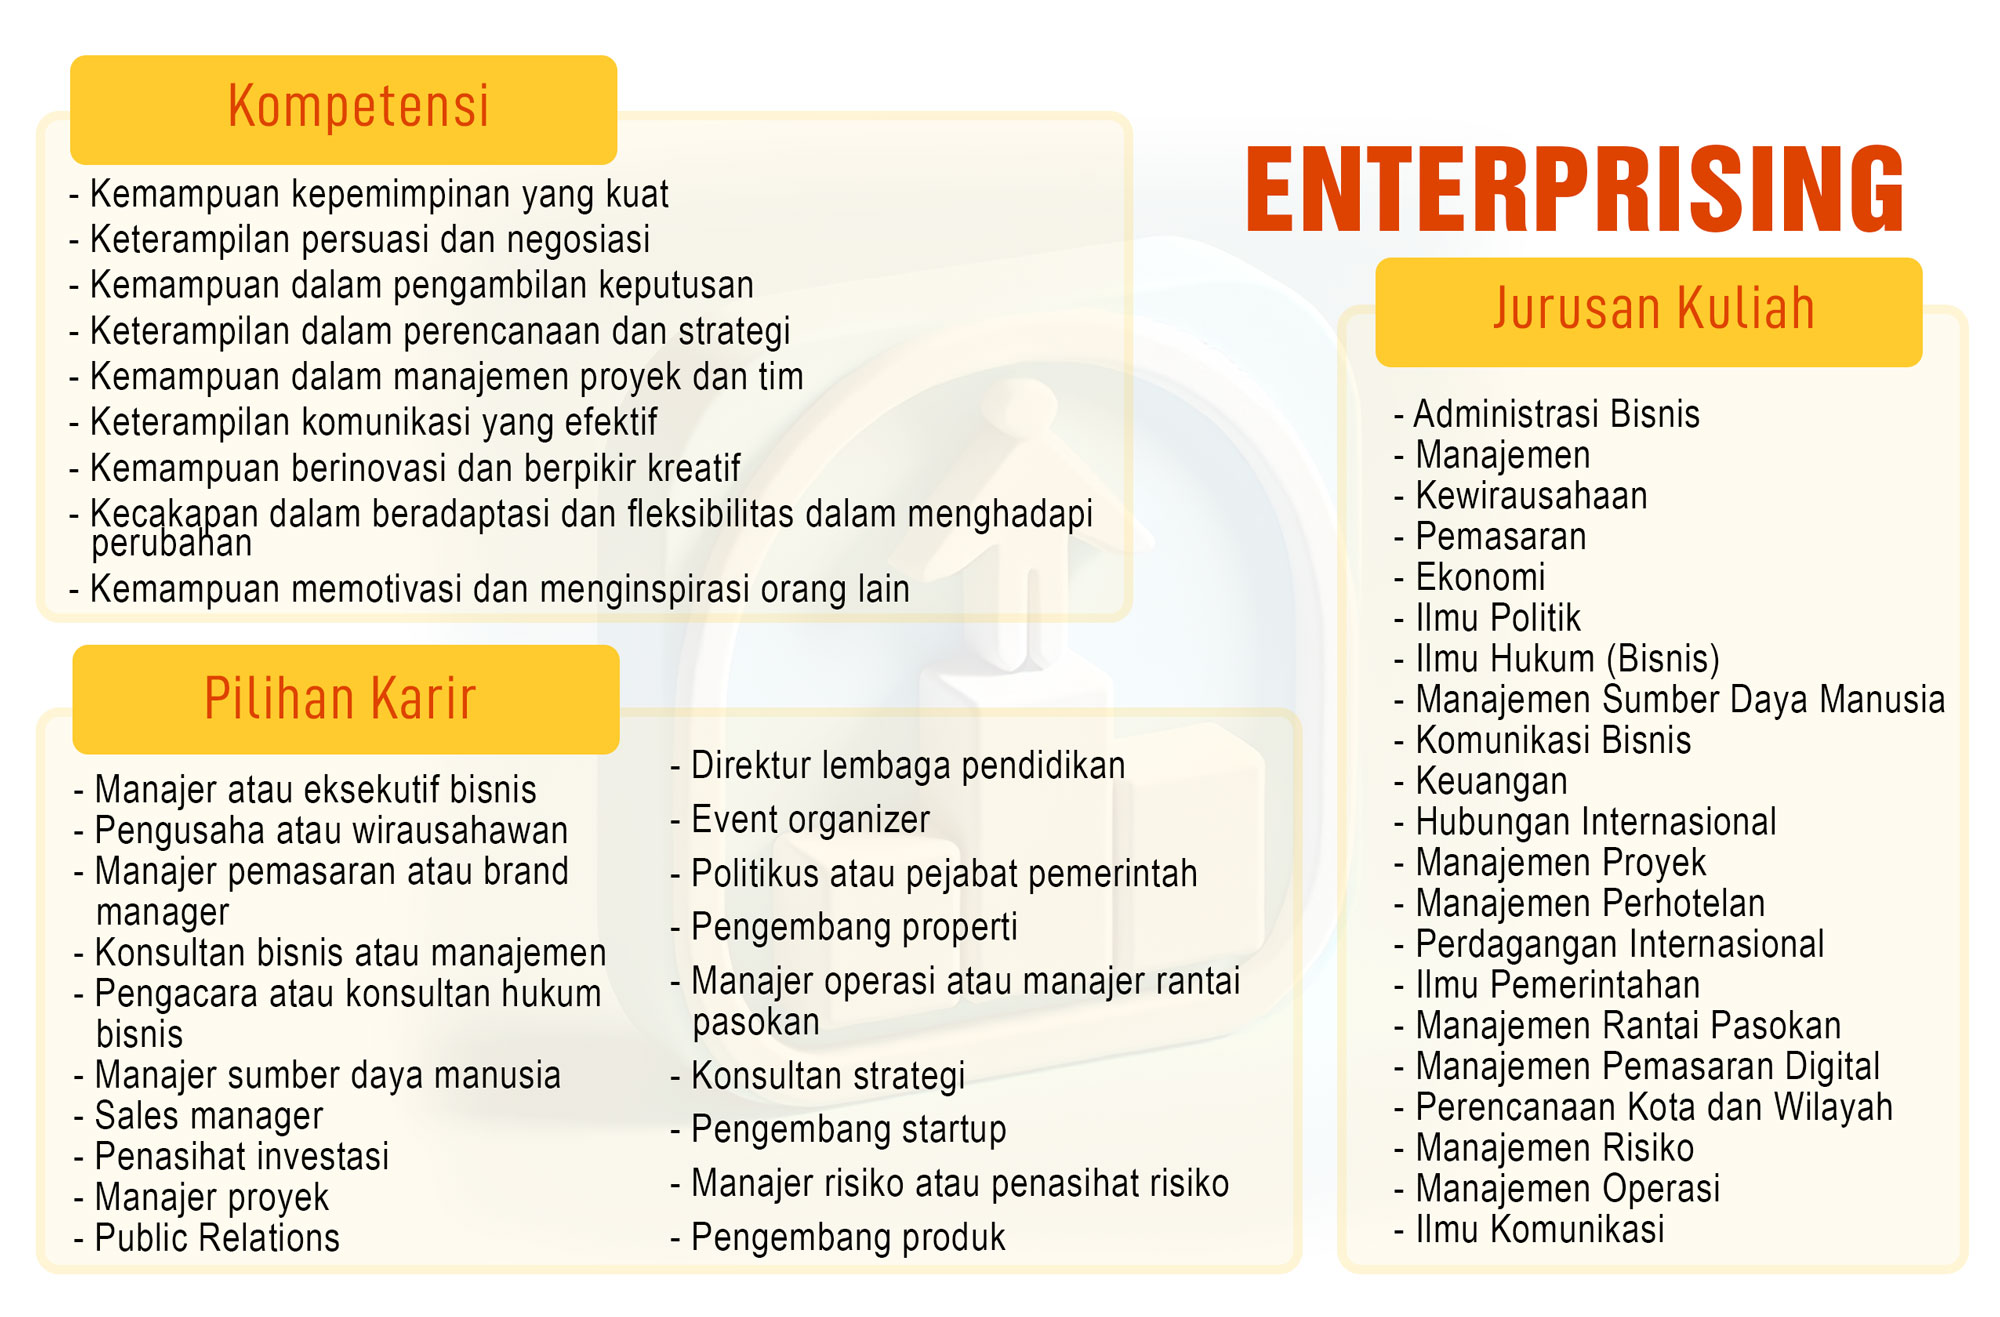 Kompetensi
- Kemampuan kepemimpinan yang kuat
- Keterampilan persuasi dan negosiasi
- Kemampuan dalam pengambilan keputusan
- Keterampilan dalam perencanaan dan strategi
- Kemampuan dalam manajemen proyek dan tim
- Keterampilan komunikasi yang efektif
- Kemampuan berinovasi dan berpikir kreatif
- Kecakapan dalam beradaptasi dan fleksibilitas dalam menghadapi
perubahan
- Kemampuan memotivasi dan menginspirasi orang lain
Pilihan Karir
- Manajer atau eksekutif bisnis
- Pengusaha atau wirausahawan
- Manajer pemasaran atau brand
manager
- Konsultan bisnis atau manajemen
- Pengacara atau konsultan hukum
bisnis
- Manajer sumber daya manusia
- Sales manager
- Penasihat investasi
- Manajer proyek
- Public Relations
- Direktur lembaga pendidikan
- Event organizer
- Politikus atau pejabat pemerintah
- Pengembang properti
- Manajer operasi atau manajer rantai
pasokan
- Konsultan strategi
- Pengembang startup
- Manajer risiko atau penasihat risiko
- Pengembang produk
ENTERPRISING
Jurusan Kuliah
- Administrasi Bisnis
- Manajemen
- Kewirausahaan
- Pemasaran
- Ekonomi
- Ilmu Politik
- Ilmu Hukum (Bisnis)
- Manajemen Sumber Daya Manusia
- Komunikasi Bisnis
- Keuangan
- Hubungan Internasional
- Manajemen Proyek
- Manajemen Perhotelan
- Perdagangan Internasional
- Ilmu Pemerintahan
- Manajemen Rantai Pasokan
- Manajemen Pemasaran Digital
- Perencanaan Kota dan Wilayah
- Manajemen Risiko
- Manajemen Operasi
- Ilmu Komunikasi